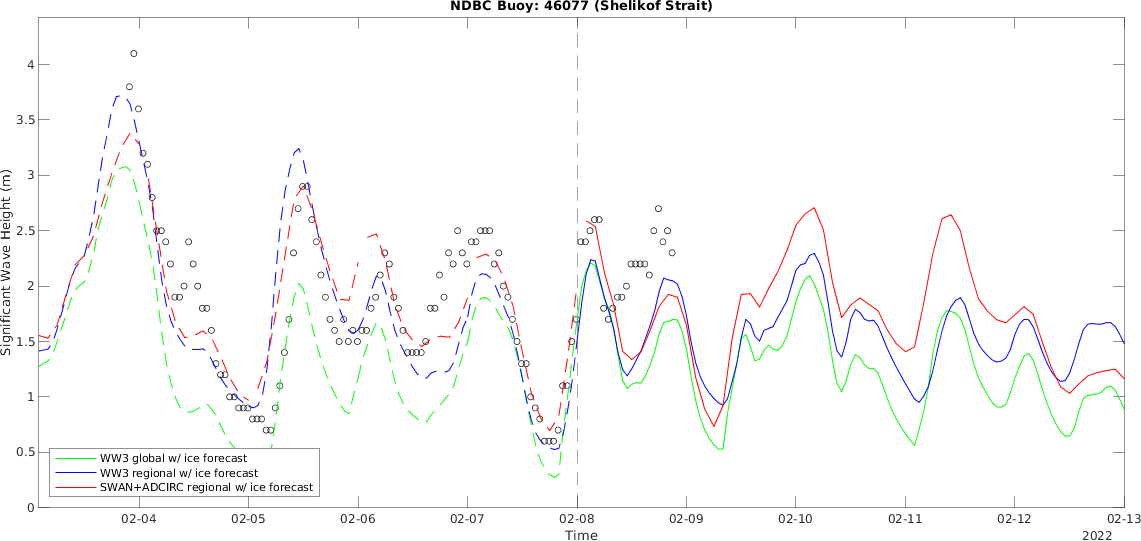 NDBC Buoy: 46077 (Shelikof Strait)
Significant Wave Height (m)
4
3.5
3
2.5
2
1.5
1
0.5
0
WW3 global w/ ice forecast
WW3 regional w/ ice forecast
SWAN+ADCIRC regional w/ ice forecast
02-04 02-05 02-06 02-07 02-08 02-09 02-10 02-11 02-12 02-13
Time
2022